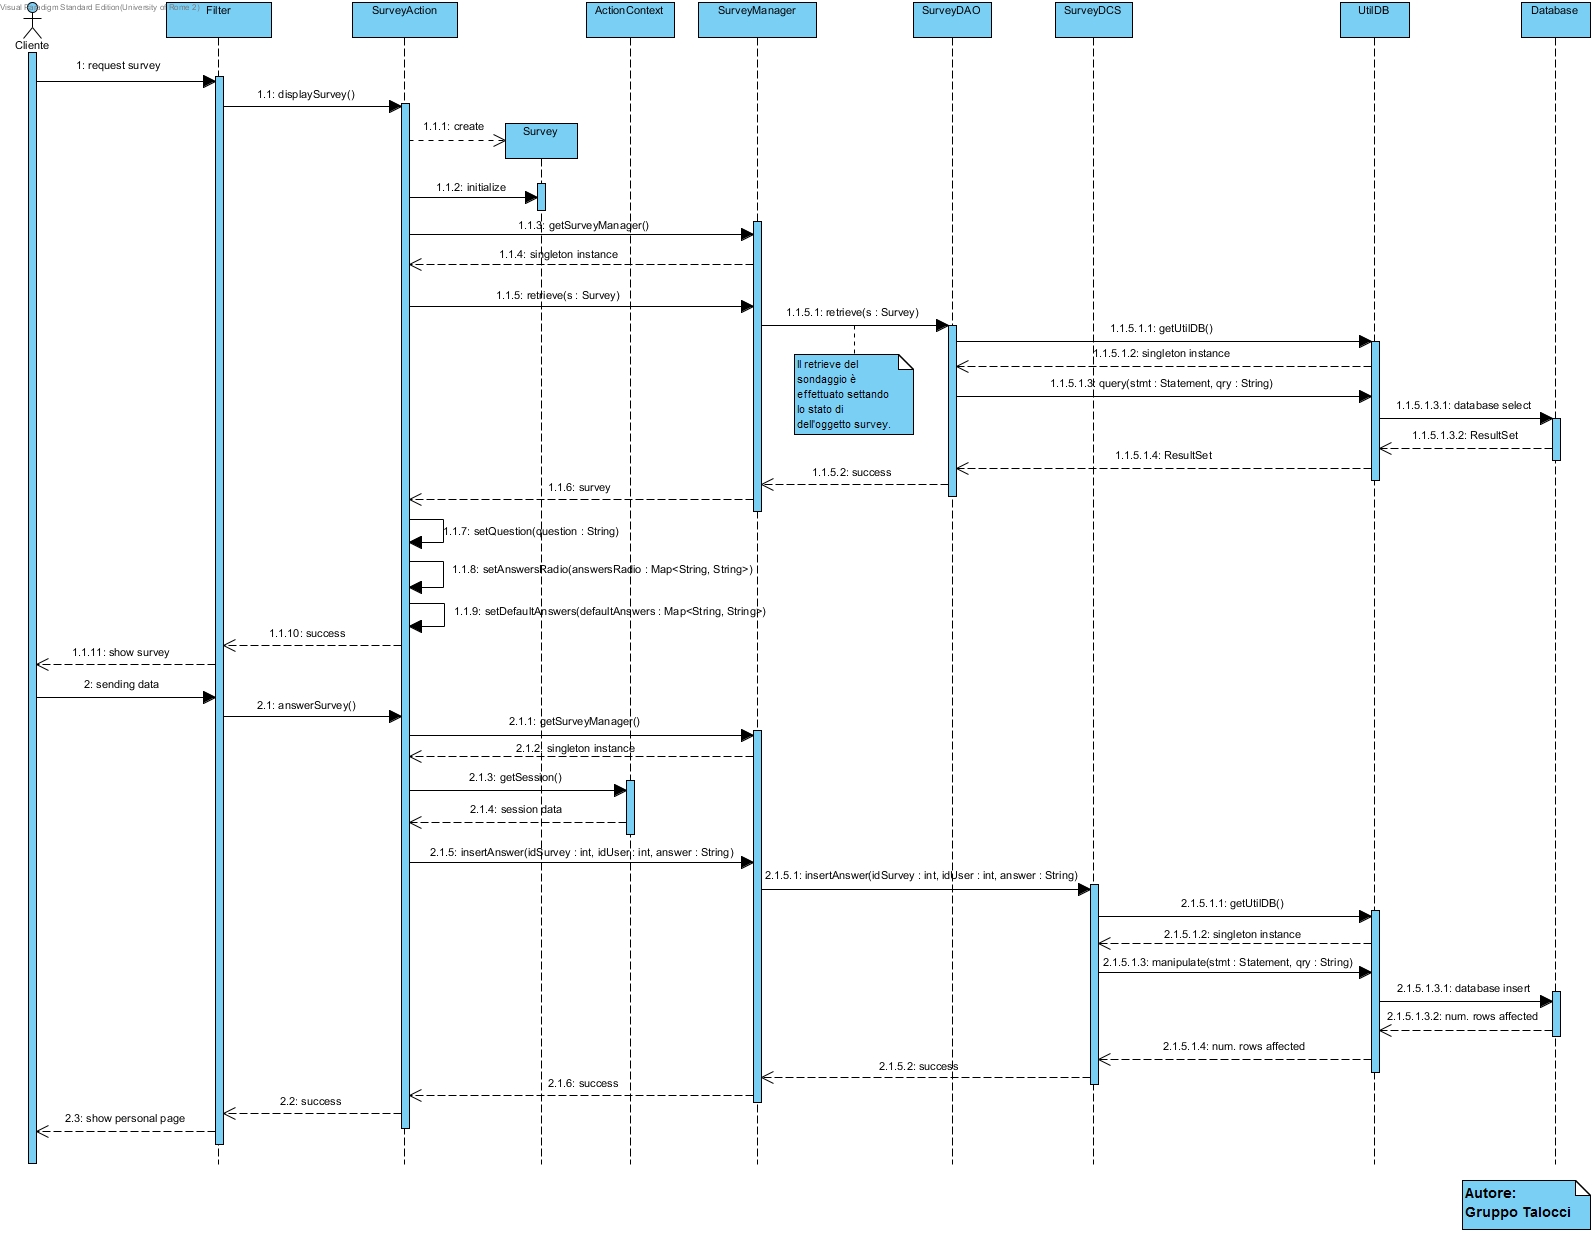 Visual Paradigm Standard Edition(University of Rome 2)
Cliente
Filter
SurveyAction
ActionContext
SurveyManager
SurveyDAO
SurveyDCS
UtilDB
Database
1: request survey
1.1: displaySurvey()
1.1.1: create
Survey
1.1.2: initialize
1.1.3: getSurveyManager()
1.1.4: singleton instance
1.1.5: retrieve(s : Survey)
1.1.5.1: retrieve(s : Survey)
1.1.5.1.1: getUtilDB()
1.1.5.1.2: singleton instance
Il retrieve del
sondaggio è
effettuato settando
lo stato di
dell'oggetto survey.
1.1.5.1.3: query(stmt : Statement, qry : String)
1.1.5.1.3.1: database select
1.1.5.1.3.2: ResultSet
1.1.5.1.4: ResultSet
1.1.5.2: success
1.1.6: survey
1.1.7: setQuestion(question : String)
1.1.8: setAnswersRadio(answersRadio : Map<String, String>)
1.1.9: setDefaultAnswers(defaultAnswers : Map<String, String>)
1.1.10: success
1.1.11: show survey
2: sending data
2.1: answerSurvey()
2.1.1: getSurveyManager()
2.1.2: singleton instance
2.1.3: getSession()
2.1.4: session data
2.1.5: insertAnswer(idSurvey : int, idUser : int, answer : String)
2.1.5.1: insertAnswer(idSurvey : int, idUser : int, answer : String)
2.1.5.1.1: getUtilDB()
2.1.5.1.2: singleton instance
2.1.5.1.3: manipulate(stmt : Statement, qry : String)
2.1.5.1.3.1: database insert
2.1.5.1.3.2: num. rows affected
2.1.5.1.4: num. rows affected
2.1.5.2: success
2.1.6: success
2.2: success
2.3: show personal page
Autore:
Gruppo Talocci